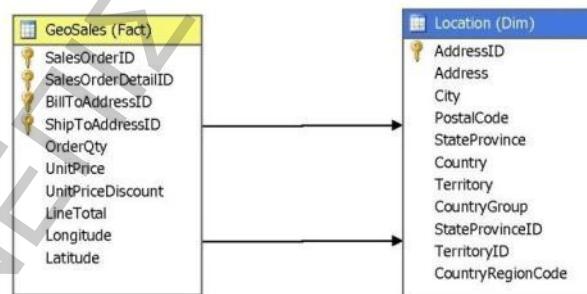 GeoSales (Fact)
SalesOrderID
SalesOrderDetailID
BillToAddressID
ShipToAddressID
OrderQty
UnitPrice
UnitPriceDiscount
LineTotal
Longitude
Latitude
Location (Dim)
AddressID
Address
City
PostalCode
StateProvince
Country
Territory
CountryGroup
StateProvinceID
TerritoryID
CountryRegionCode